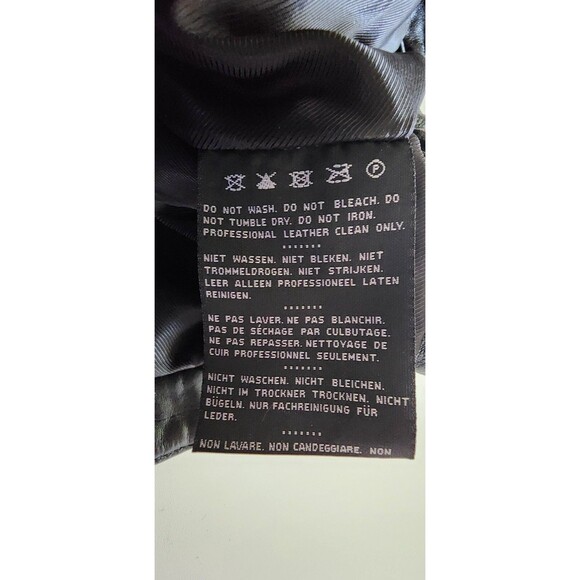 P
DO NOT WASH. DO NOT BLEACH. DO
NOT TUMBLE DRY. DO NOT IRON.
PROFESSIONAL LEATHER CLEAN ONLY.
NIET WASSEN. NIET BLEKEN. NIET
TROMMELDROGEN. NIET STRIJKEN.
LEER ALLEEN PROFESSIONEEL LATEN
REINIGEN.
NE PAS LAVER. NE PAS BLANCHIR.
PAS DE SÉCHAGE PAR CULBUTAGE.
NE PAS REPASSER. NETTOYAGE DE
CUIR PROFESSIONNEL SEULEMENT.
NICHT WASCHEN. NICHT BLEICHEN.
NICHT IM TROCKNER TROCKNEN. NICHT
BÜGELN. NUR FACHREINIGUNG FÜR
LEDER.
NON LAVARE. NON CANDEGGIARE. NON